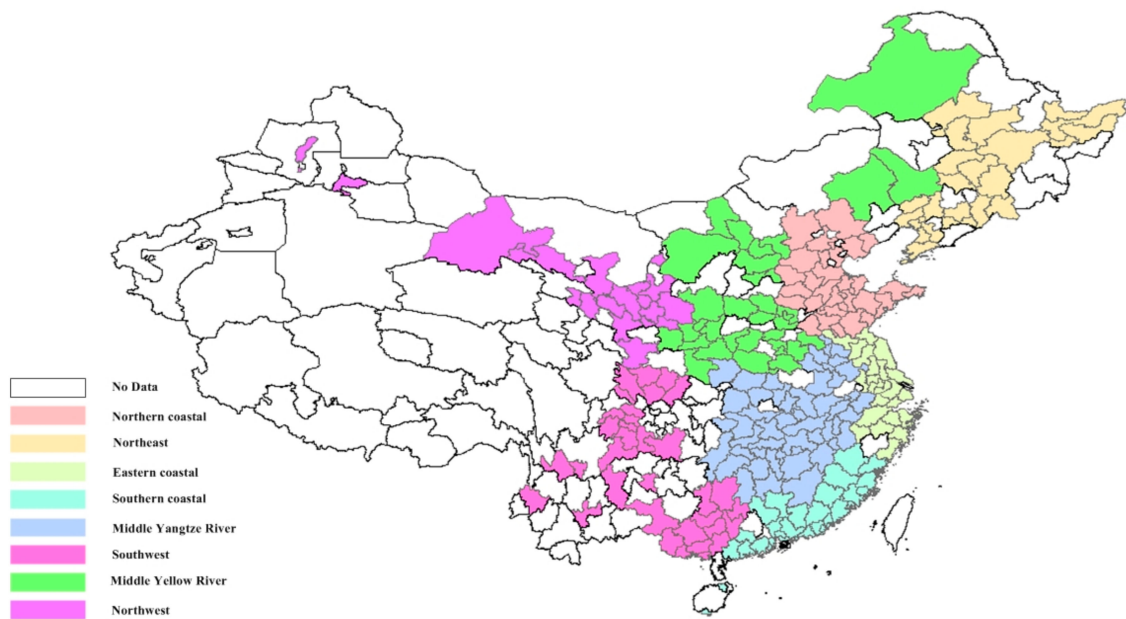 No Data
Northern coastal
Northeast
Eastern coastal
Southern coastal
Middle Yangtze River
Southwest
Middle Yellow River
Northwest